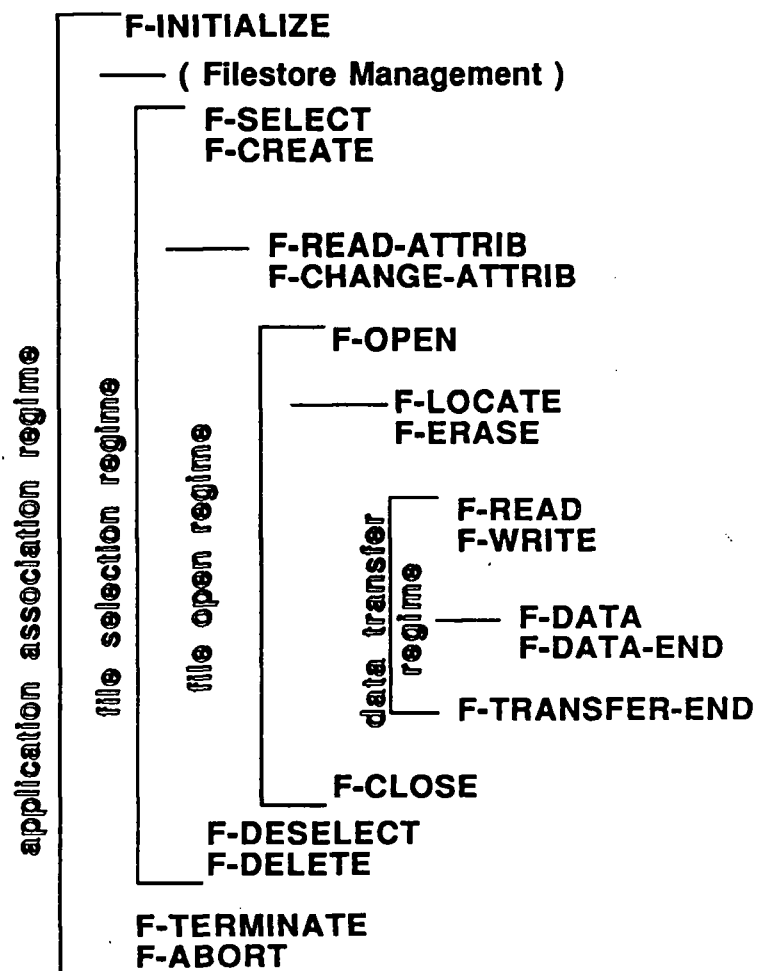 F-INITIALIZE
( Filestore Management )
F-SELECT
F-CREATE
F-READ-ATTRIB
F-CHANGE-ATTRIB
F-OPEN
F-LOCATE
F-ERASE
F-READ
F-WRITE
F-DATA
F-DATA-END
F-TRANSFER-END
F-CLOSE
F-DESELECT
F-DELETE
F-TERMINATE
F-ABORT
application association regime
file selection regime
file open regime
data transfer
regime